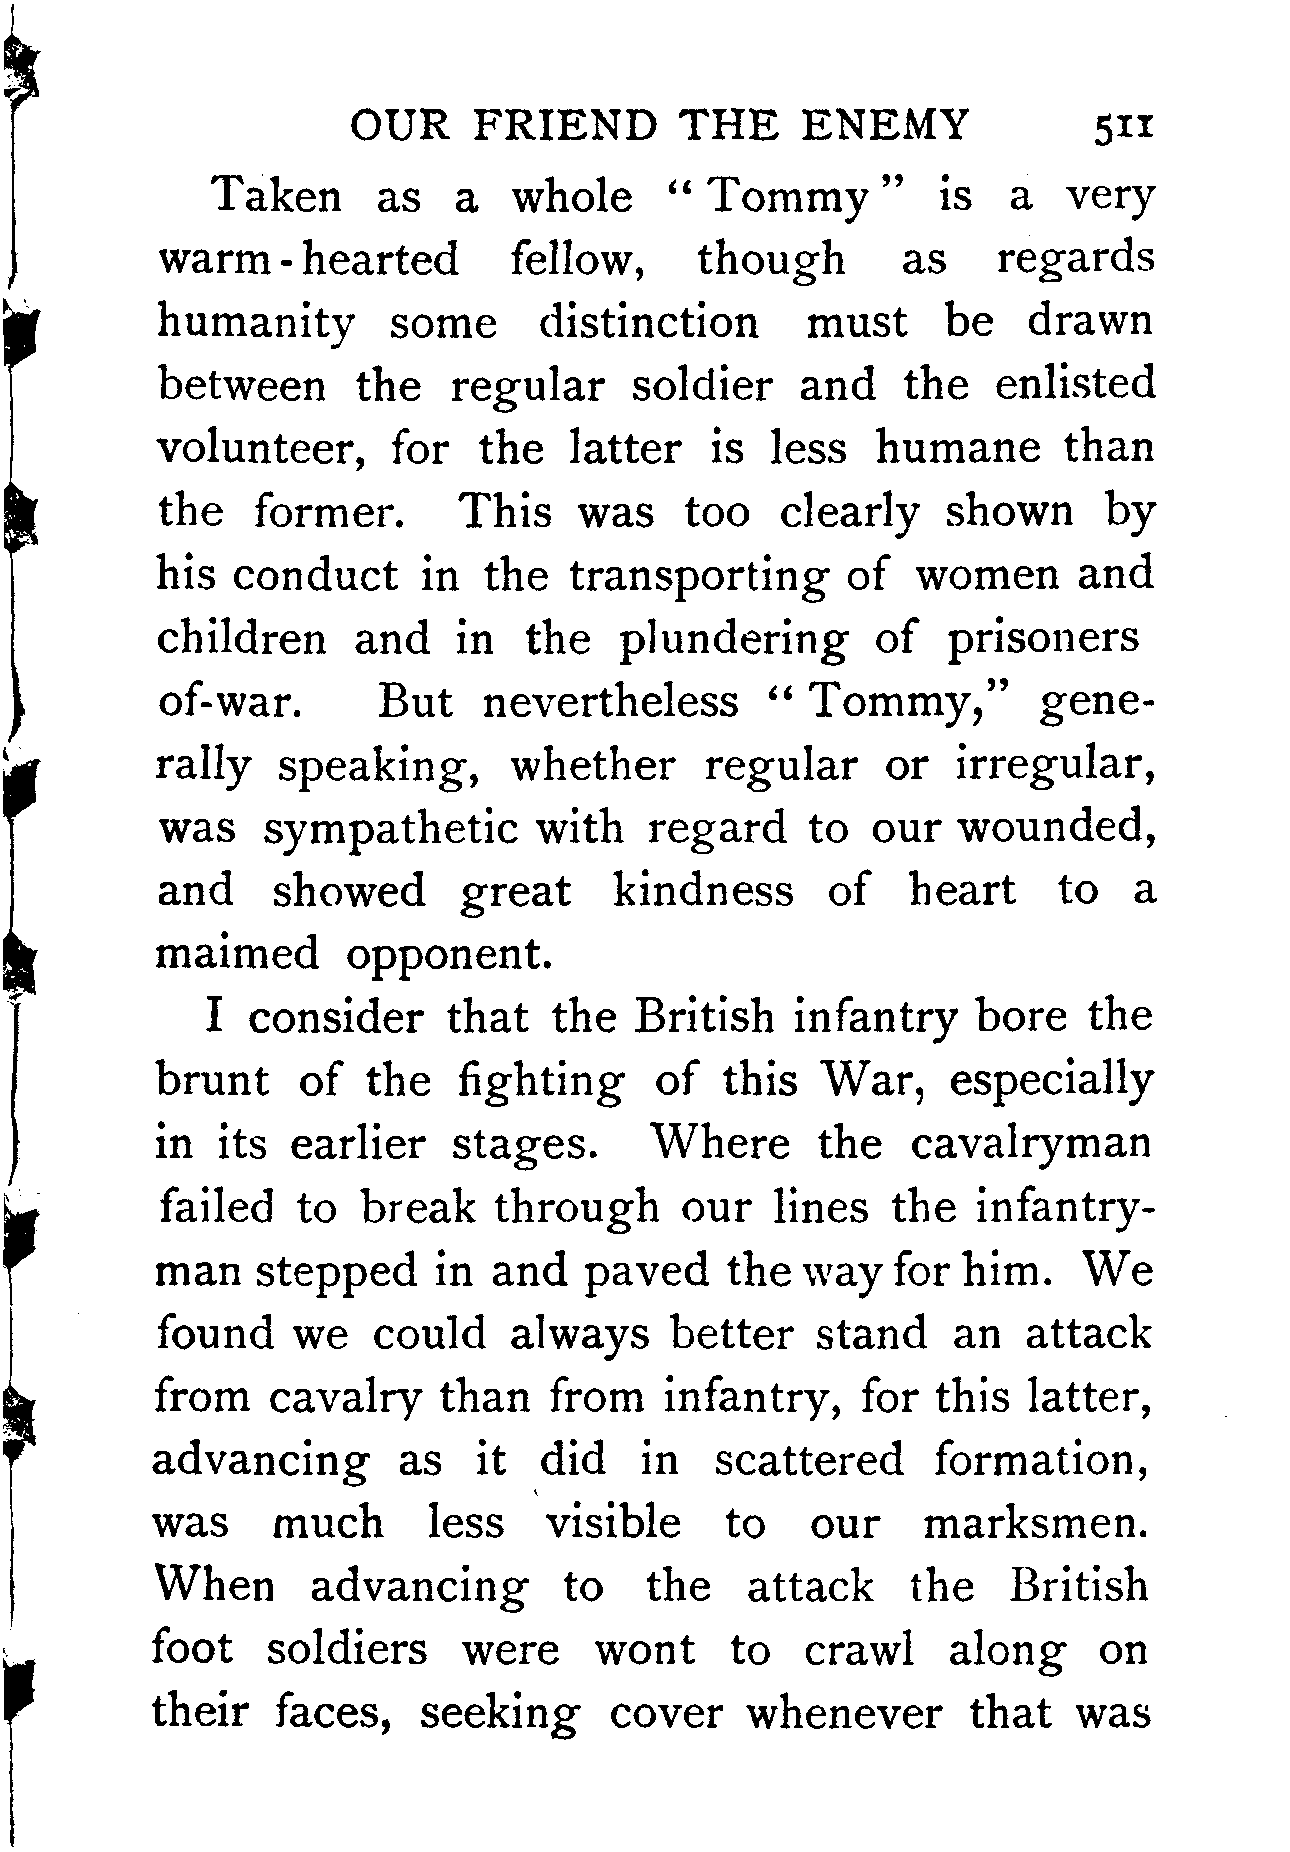 OUR FRIEND THE ENEMY 511
Taken as a whole “ Tommy ” is a very
warm-hearted fellow, though as regards
humanity some distinction must be drawn
between the regular soldier and the enlisted
volunteer, for the latter is less humane than
the former. This was too clearly shown by
his conduct in the transporting of women and
children and in the plundering of prisoners
of-war. But nevertheless “ Tommy,” gene-
rally speaking, whether regular or irregular,
was sympathetic with regard to our wounded,
and showed great kindness of heart to a
maimed opponent.
I consider that the British infantry bore the
brunt of the fighting of this War, especially
in its earlier stages. Where the cavalryman
failed to break through our lines the infantry-
man stepped in and paved the way for him. We
found we could always better stand an attack
from cavalry than from infantry, for this latter,
advancing as it did in scattered formation,
was much less visible to our marksmen.
When advancing to the attack the British
foot soldiers were wont to crawl along on
their faces, seeking cover whenever that was